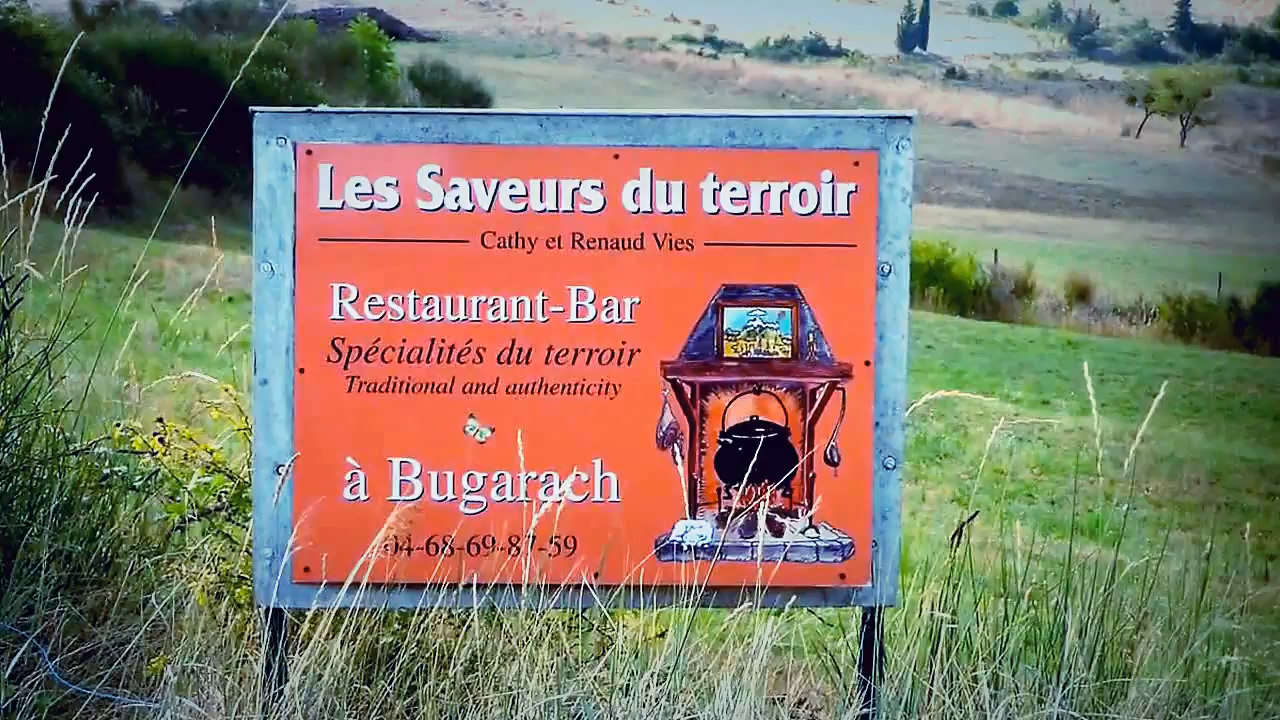 Les Saveurs du terroir
Cathy et Renaud Vies
Restaurant-Bar
Spécialités du terroir
Traditional and authenticity
à Bugarach
04-68-69-87-59